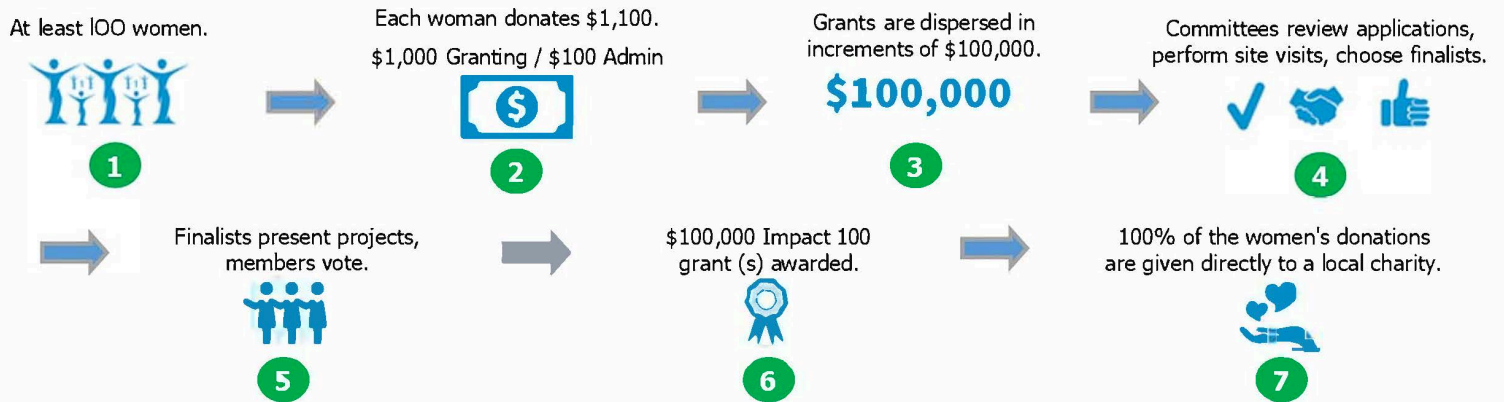 At least lOO women.
Each woman donates $1,100.
$1,000 Granting / $100 Admin
Grants are dispersed in
increments of $100,000.
$100,000
Committees review applications,
perform site visits, choose finalists.
$
1
2
3
4
Finalists present projects,
members vote.
$100,000 Impact 100
grant (s) awarded.
100% of the women's donations
are given directly to a local charity.
5
6
7